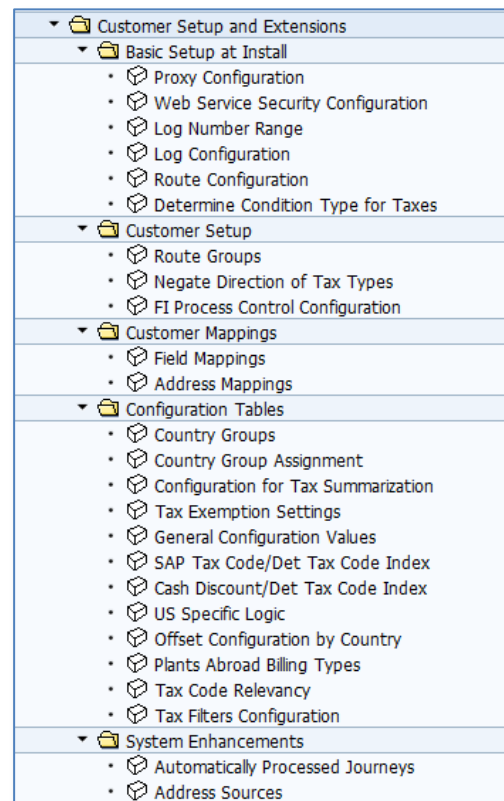 Customer Setup and Extensions
Basic Setup at Install
Proxy Configuration
Web Service Security Configuration
Log Number Range
Log Configuration
Route Configuration
Determine Condition Type for Taxes
Customer Setup
Route Groups
Negate Direction of Tax Types
FI Process Control Configuration
Customer Mappings
Field Mappings
Address Mappings
Configuration Tables
Country Groups
Country Group Assignment
Configuration for Tax Summarization
Tax Exemption Settings
General Configuration Values
SAP Tax Code/Det Tax Code Index
Cash Discount/Det Tax Code Index
US Specific Logic
Offset Configuration by Country
Plants Abroad Billing Types
Tax Code Relevancy
Tax Filters Configuration
System Enhancements
Automatically Processed Journeys
Address Sources